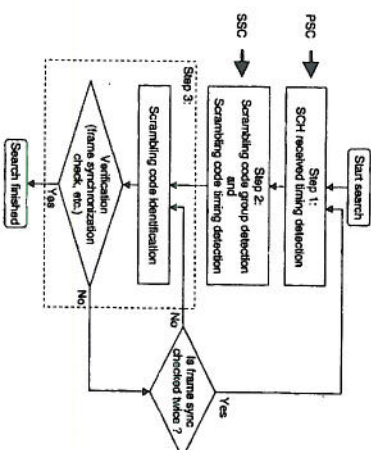 Start search
PSC
Step 1:
SCH received timing detection
SSC
Step 2:
Scrambling code group detection
and
Scrambling code timing detection
Step 3:
Scrambling code identification
Verification
(frame synchronization
check, etc.)
No
Yes
Is frame sync
checked twice ?
No
Yes
Search finished